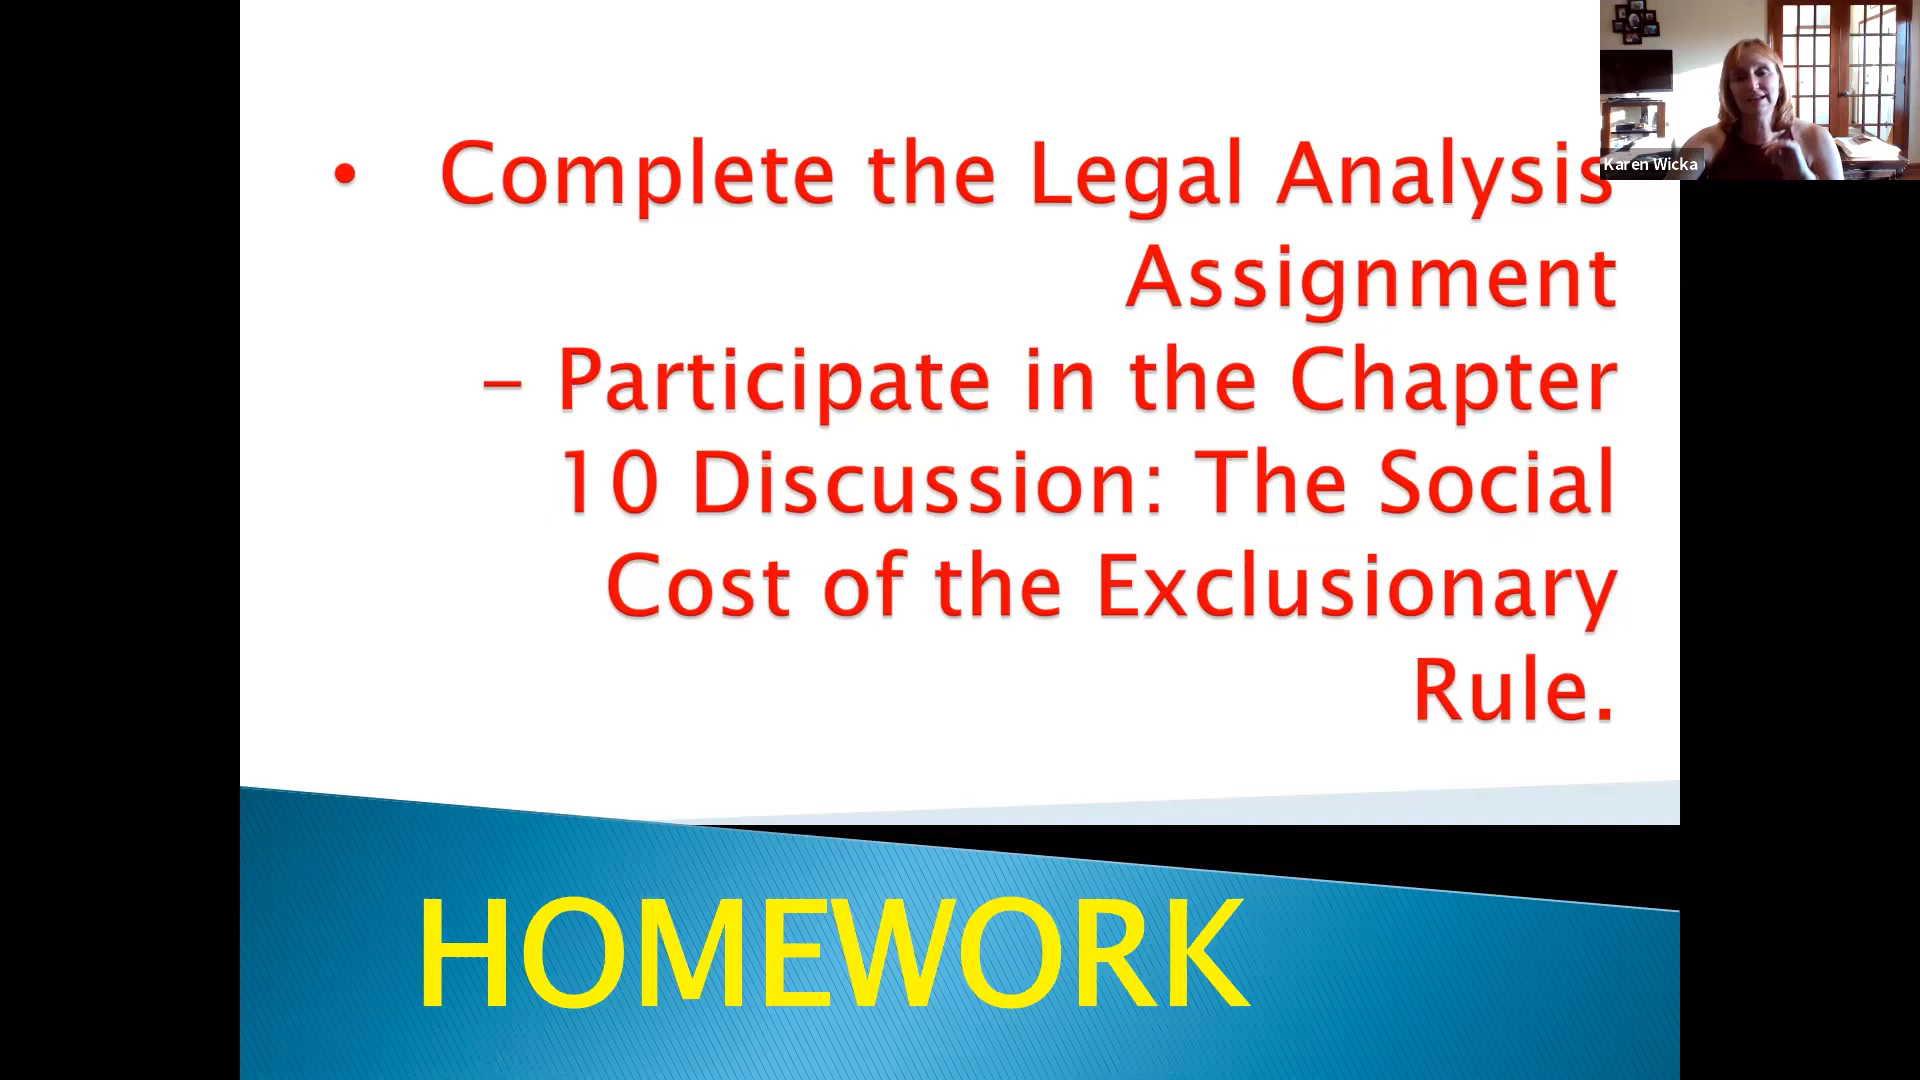 • Complete the Legal Analysis
Assignment
– Participate in the Chapter
10 Discussion: The Social
Cost of the Exclusionary
Rule.
HOMEWORK
Karen Wicka